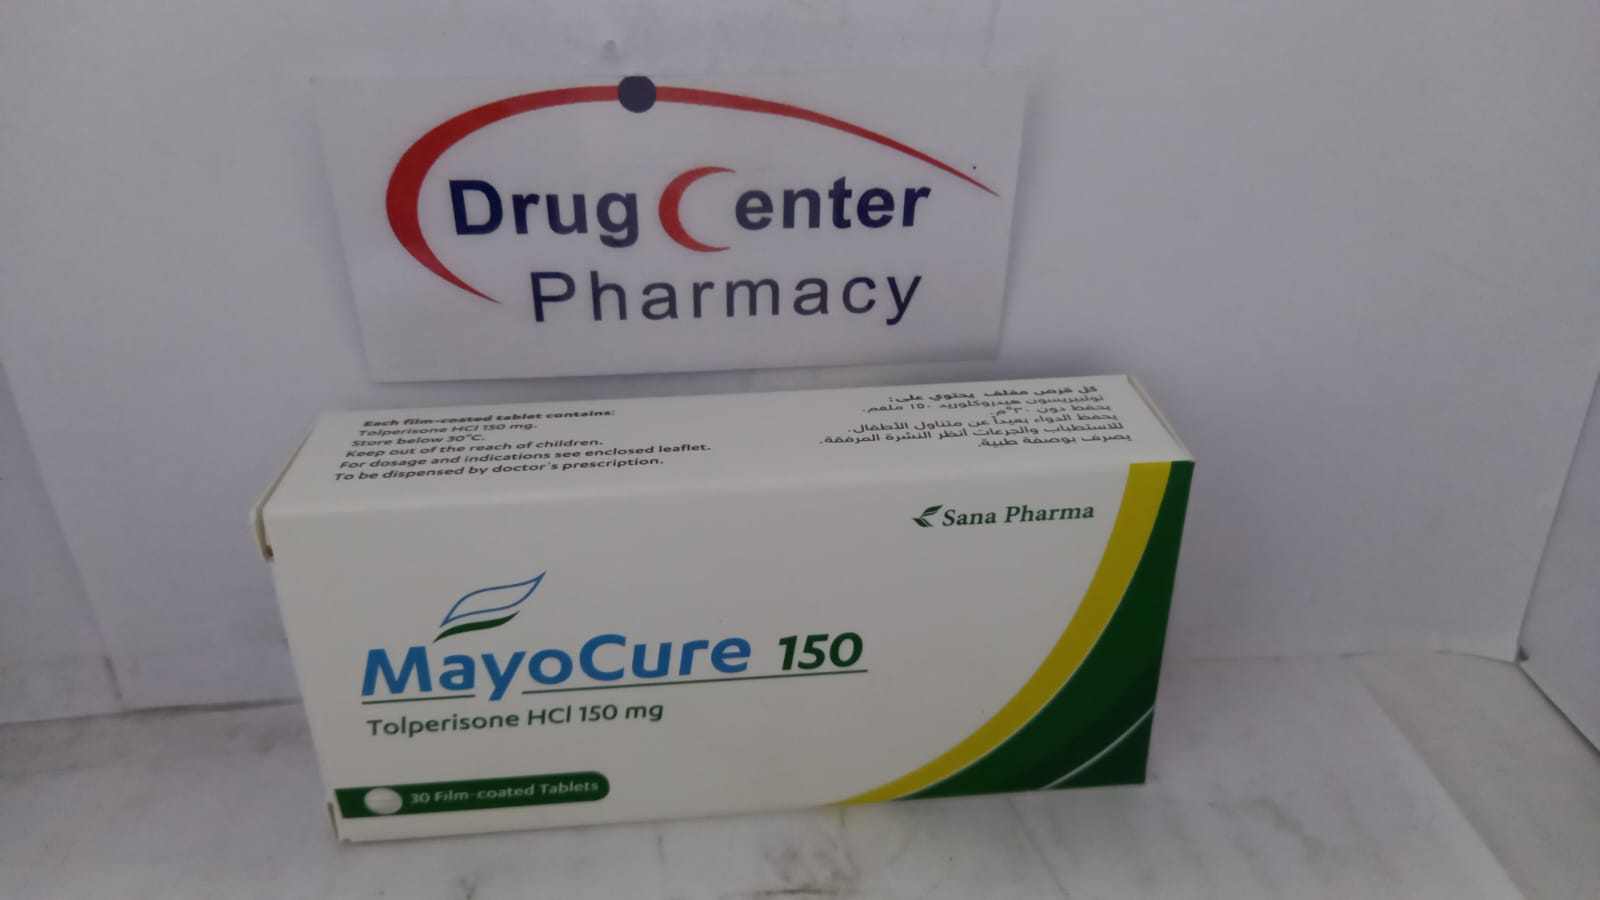 Drug Center
Pharmacy
Each film-coated tablet contains:
Tolperisone HCl 150 mg.
Store below 30°C.
Keep out of the reach of children.
For dosage and indications see enclosed leaflet.
To be dispensed by doctor's prescription.
كل قرص مغلف يحتوي على:
تولبيريسون هيدروكلوريد ١٥٠ ملغم.
يحفظ دون ٣٠°م.
يحفظ الدواء بعيداً عن متناول الأطفال.
للاستطباب والجرعات أنظر النشرة المرفقة.
يصرف بوصفة طبية.
Sana Pharma
MayoCure 150
Tolperisone HCl 150 mg
30 Film-coated Tablets